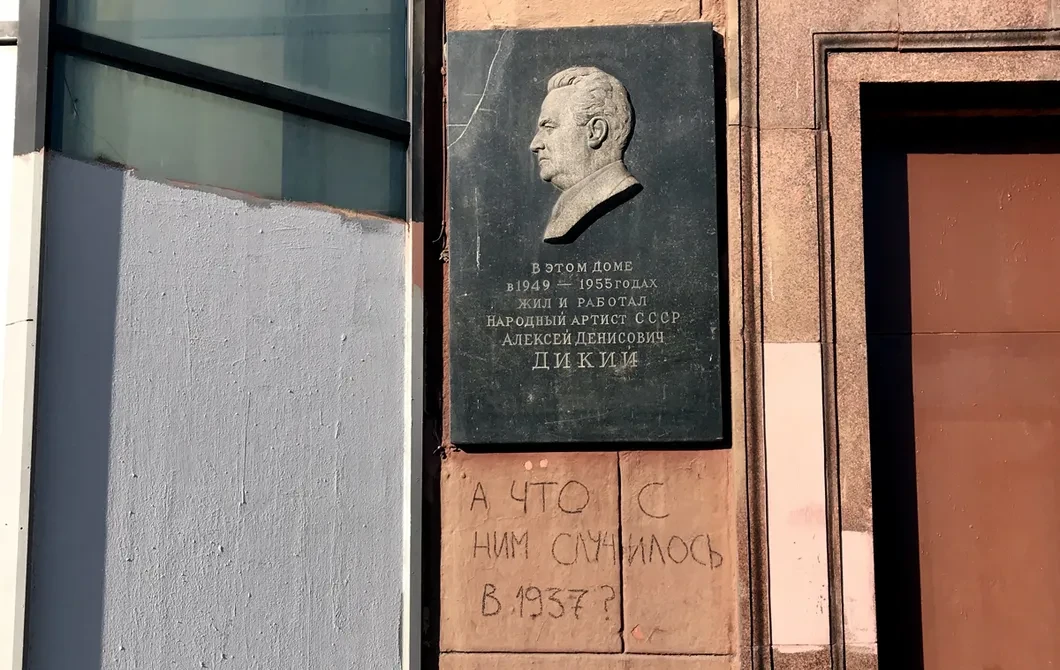 В ЭТОМ ДОМЕ
в 1949 — 1955 ГОДАХ
ЖИЛ И РАБОТАЛ
НАРОДНЫЙ АРТИСТ СССР
АЛЕКСЕЙ ДЕНИСОВИЧ
ДИКИЙ
А ЧТО С
НИМ СЛУЧИЛОСЬ
В 1937?